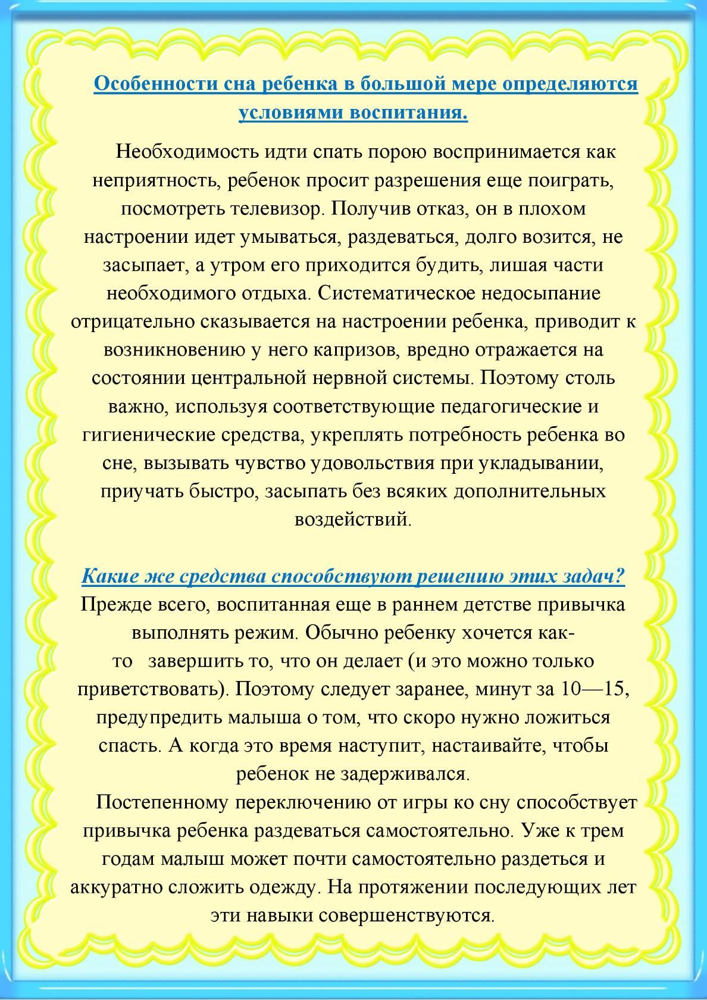 Особенности сна ребенка в большой мере определяются
условиями воспитания.
Необходимость идти спать порою воспринимается как
неприятность, ребенок просит разрешения еще поиграть,
посмотреть телевизор. Получив отказ, он в плохом
настроении идет умываться, раздеваться, долго возится, не
засыпает, а утром его приходится будить, лишая части
необходимого отдыха. Систематическое недосыпание
отрицательно сказывается на настроении ребенка, приводит к
возникновению у него капризов, вредно отражается на
состоянии центральной нервной системы. Поэтому столь
важно, используя соответствующие педагогические и
гигиенические средства, укреплять потребность ребенка во
сне, вызывать чувство удовольствия при укладывании,
приучать быстро, засыпать без всяких дополнительных
воздействий.
Какие же средства способствуют решению этих задач?
Прежде всего, воспитанная еще в раннем детстве привычка
выполнять режим. Обычно ребенку хочется как-
то завершить то, что он делает (и это можно только
приветствовать). Поэтому следует заранее, минут за 10—15,
предупредить малыша о том, что скоро нужно ложиться
спасть. А когда это время наступит, настаивайте, чтобы
ребенок не задерживался.
Постепенному переключению от игры ко сну способствует
привычка ребенка раздеваться самостоятельно. Уже к трем
годам малыш может почти самостоятельно раздеться и
аккуратно сложить одежду. На протяжении последующих лет
эти навыки совершенствуются.